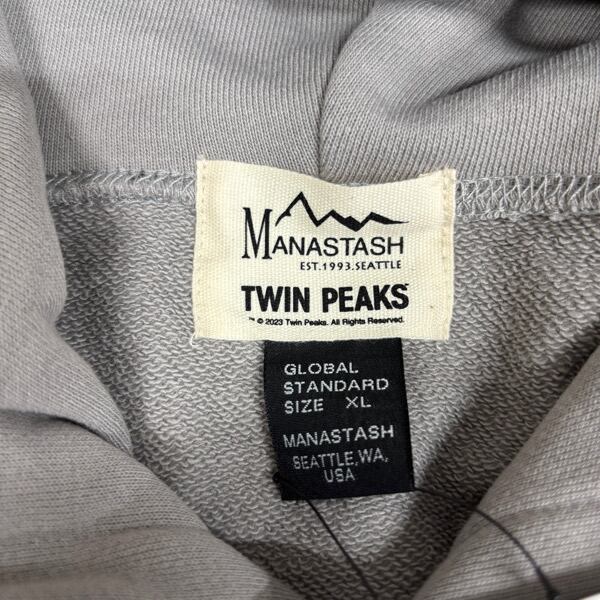 MANASTASH
EST.1993.SEATTLE
TWIN PEAKS™
™ © 2023 Twin Peaks. All Rights Reserved.
GLOBAL
STANDARD
SIZE XL
MANASTASH
SEATTLE,WA,
USA